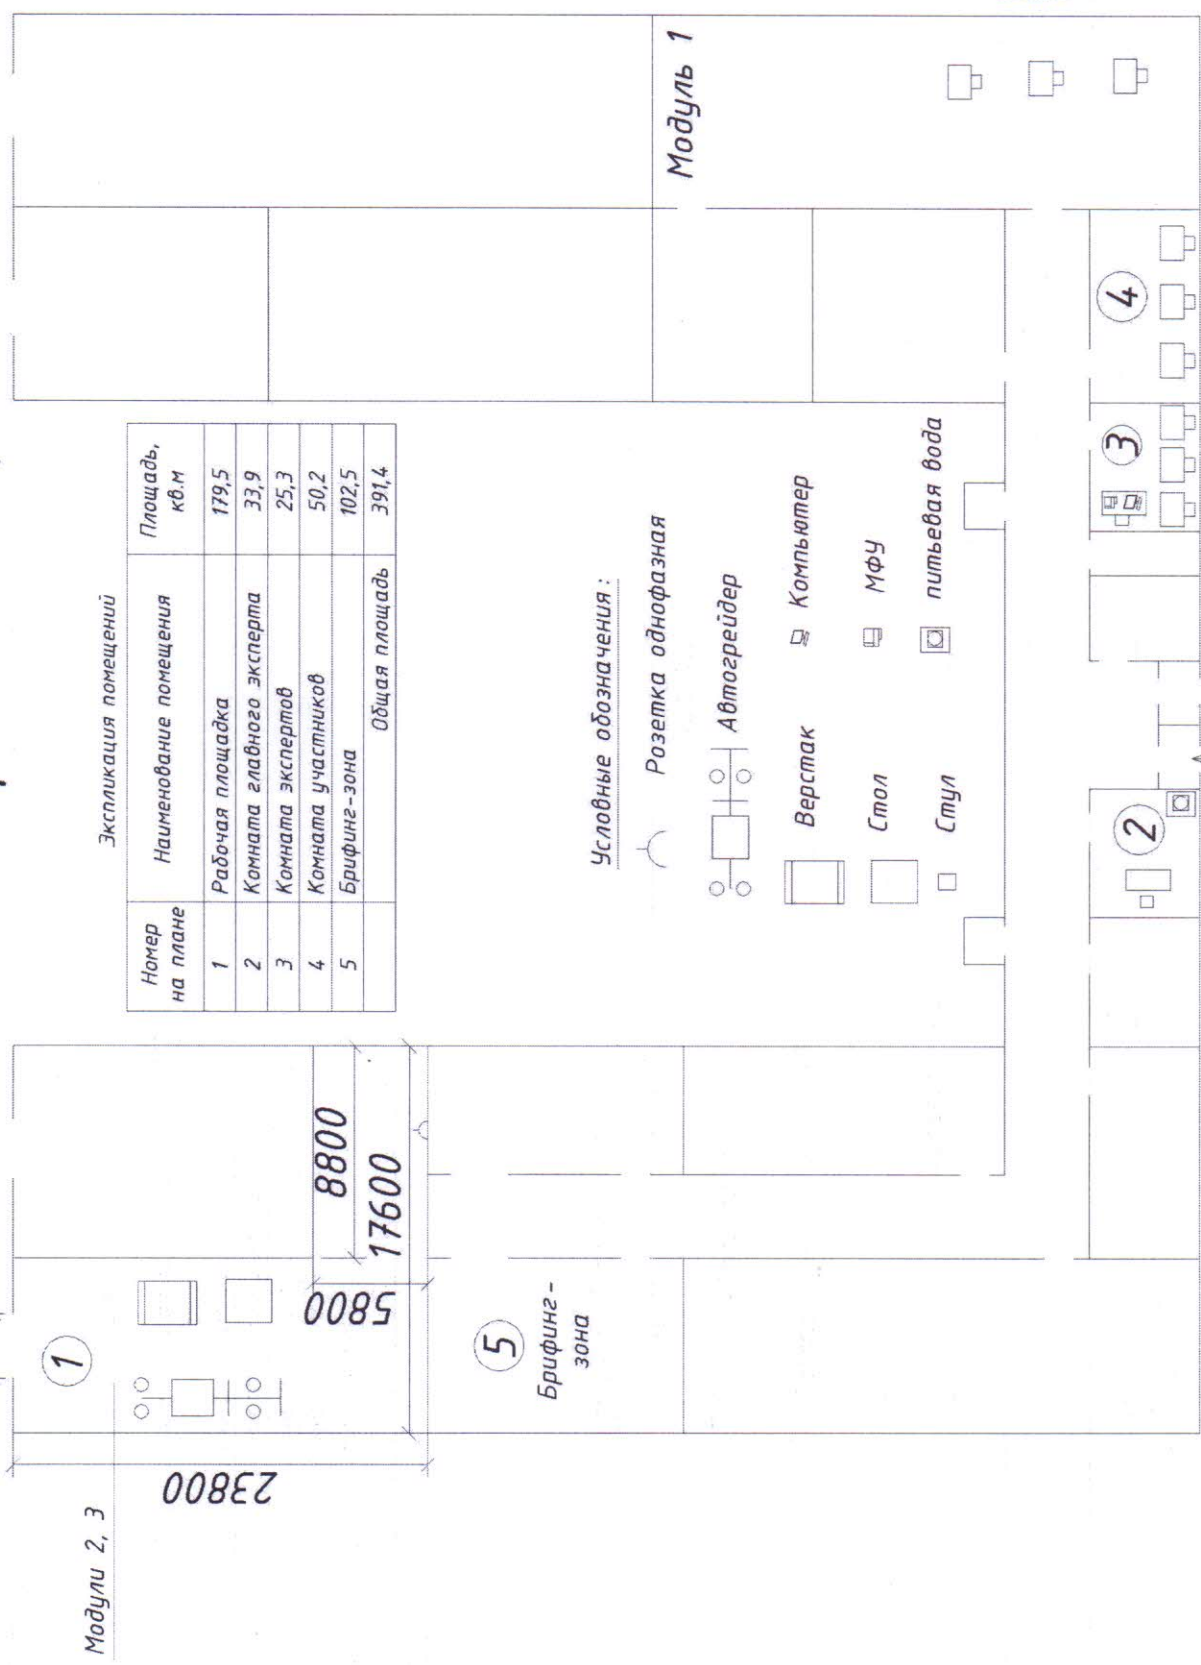 Экспликация помещений
Номер на плане | Наименование помещения | Площадь, кв.м
1 | Рабочая площадка | 179,5
2 | Комната главного эксперта | 33,9
3 | Комната экспертов | 25,3
4 | Комната участников | 50,2
5 | Брифинг-зона | 102,5
Общая площадь | 391,4
Условные обозначения:
Розетка однофазная
Автогрейдер
Верстак
Компьютер
Стол
МФУ
Стул
питьевая вода
Модули 2, 3
1
23800
5800
8800
17600
5
Брифинг-
зона
2
3
4
Модуль 1